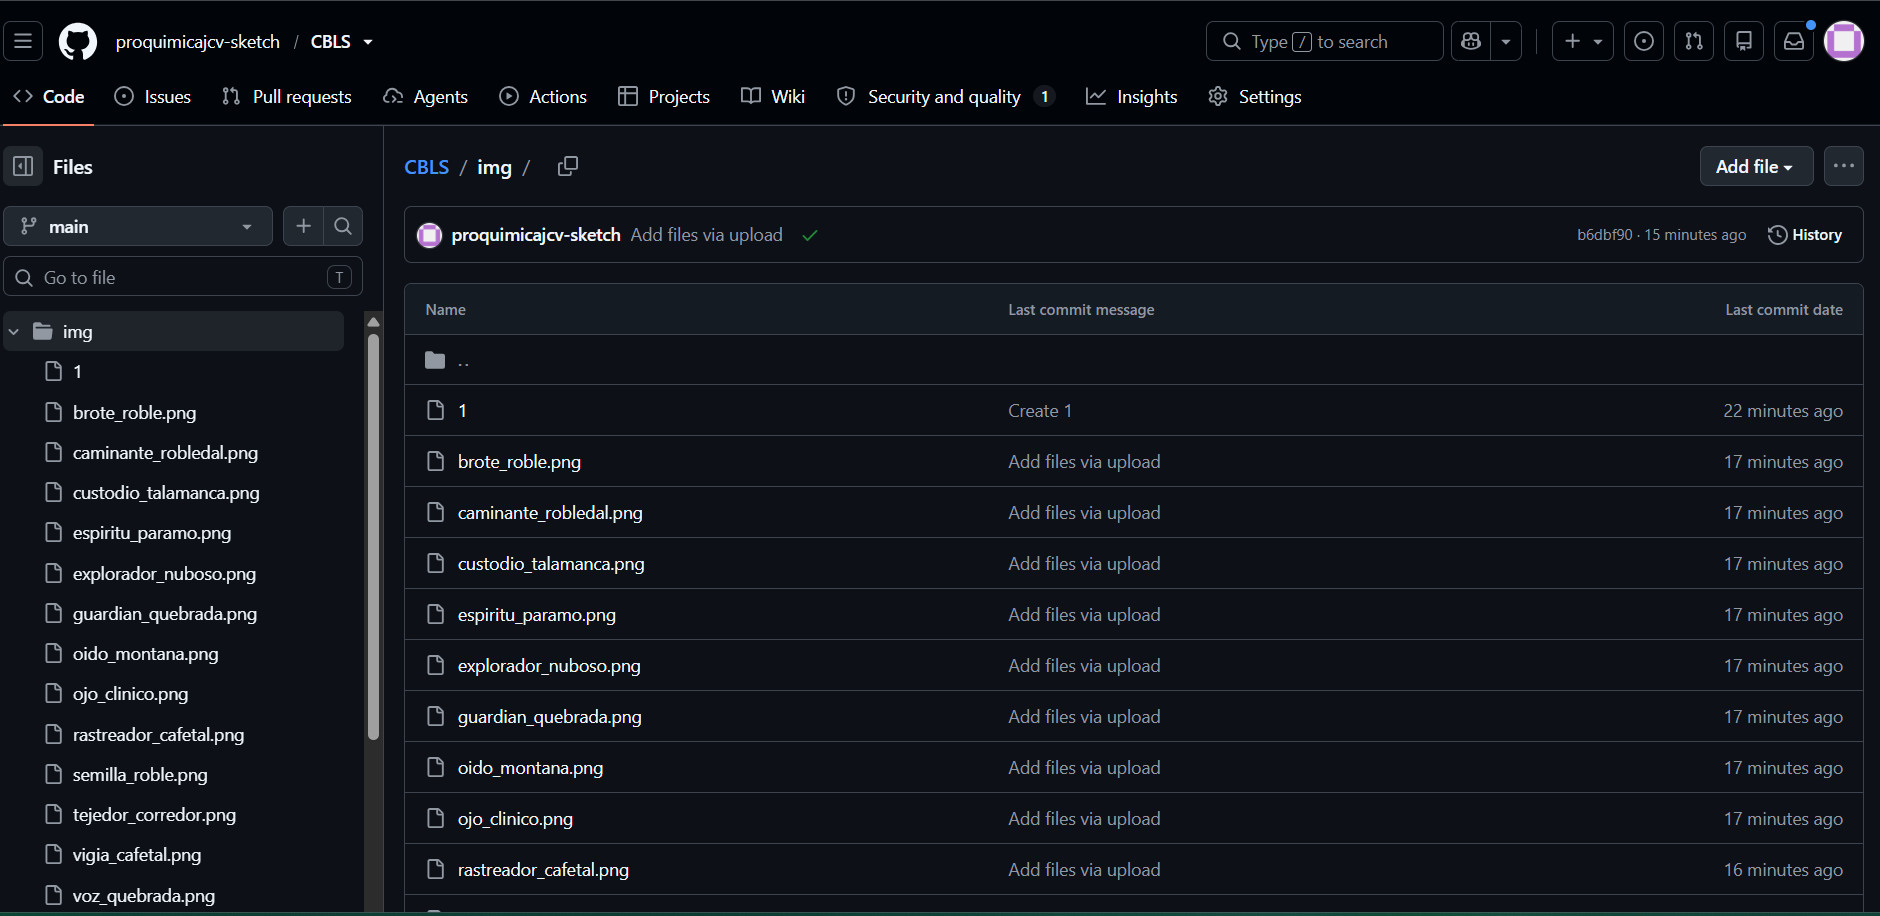 proquimicajcv-sketch / CBLS
Type / to search
Code Issues Pull requests Agents Actions Projects Wiki Security and quality 1 Insights Settings
Files
main
Go to file T
img
1
brote_roble.png
caminante_robledal.png
custodio_talamanca.png
espiritu_paramo.png
explorador_nuboso.png
guardian_quebrada.png
oido_montana.png
ojo_clinico.png
rastreador_cafetal.png
semilla_roble.png
tejedor_corredor.png
vigia_cafetal.png
voz_quebrada.png
CBLS / img /
Add file
proquimicajcv-sketch Add files via upload
b6dbf90 · 15 minutes ago History
Name Last commit message Last commit date
..
1 Create 1 22 minutes ago
brote_roble.png Add files via upload 17 minutes ago
caminante_robledal.png Add files via upload 17 minutes ago
custodio_talamanca.png Add files via upload 17 minutes ago
espiritu_paramo.png Add files via upload 17 minutes ago
explorador_nuboso.png Add files via upload 17 minutes ago
guardian_quebrada.png Add files via upload 17 minutes ago
oido_montana.png Add files via upload 17 minutes ago
ojo_clinico.png Add files via upload 17 minutes ago
rastreador_cafetal.png Add files via upload 16 minutes ago